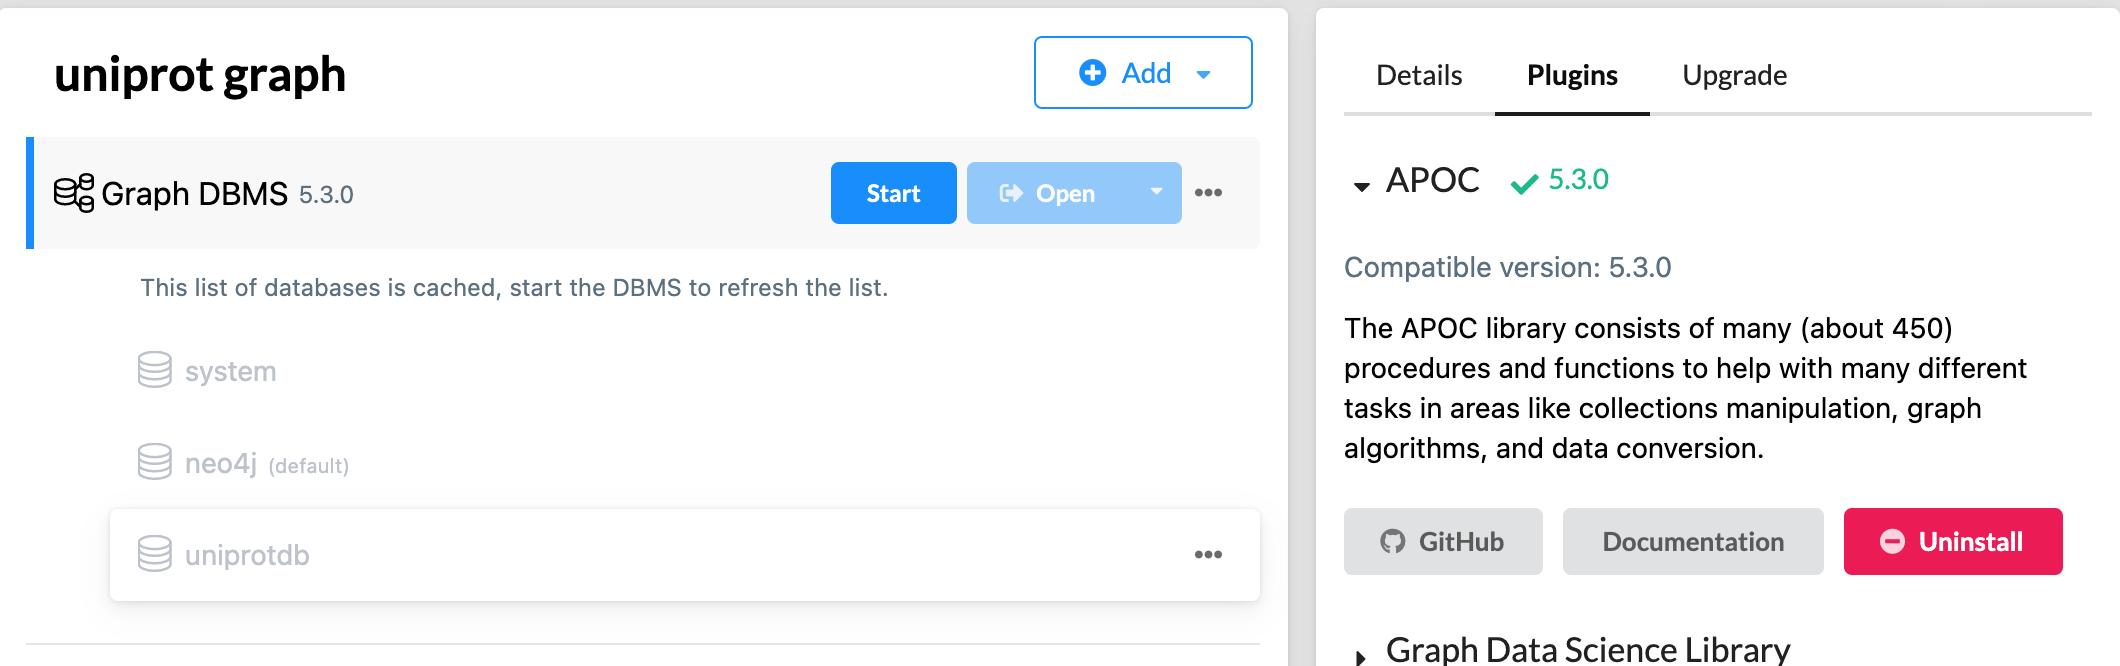 uniprot graph
Add
Graph DBMS 5.3.0
Start
Open
This list of databases is cached, start the DBMS to refresh the list.
system
neo4j (default)
uniprotdb
Details Plugins Upgrade
APOC 5.3.0
Compatible version: 5.3.0
The APOC library consists of many (about 450)
procedures and functions to help with many different
tasks in areas like collections manipulation, graph
algorithms, and data conversion.
GitHub
Documentation
Uninstall
Graph Data Science Library